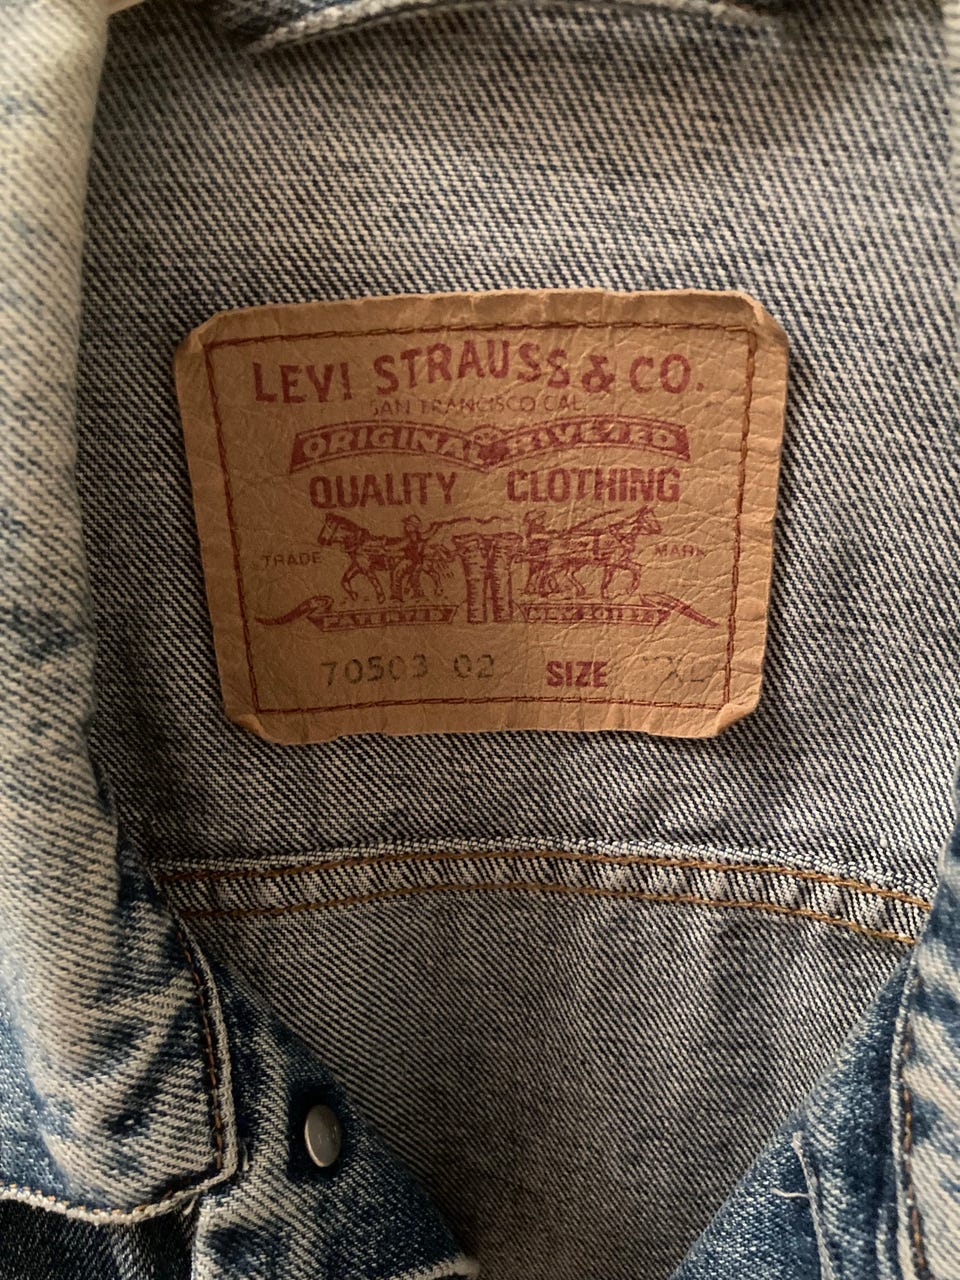 LEVI STRAUSS & CO.
SAN FRANCISCO CAL
ORIGINAL RIVETED
QUALITY CLOTHING
TRADE MARK
PATENTED
70503 02 SIZE